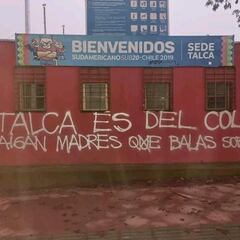 BIENVENIDOS
SUDAMERICANO SUB20-CHILE 2019
SEDE
TALCA
TALCA ES DEL COL
AIGAN MADRES QUE BALAS SOB